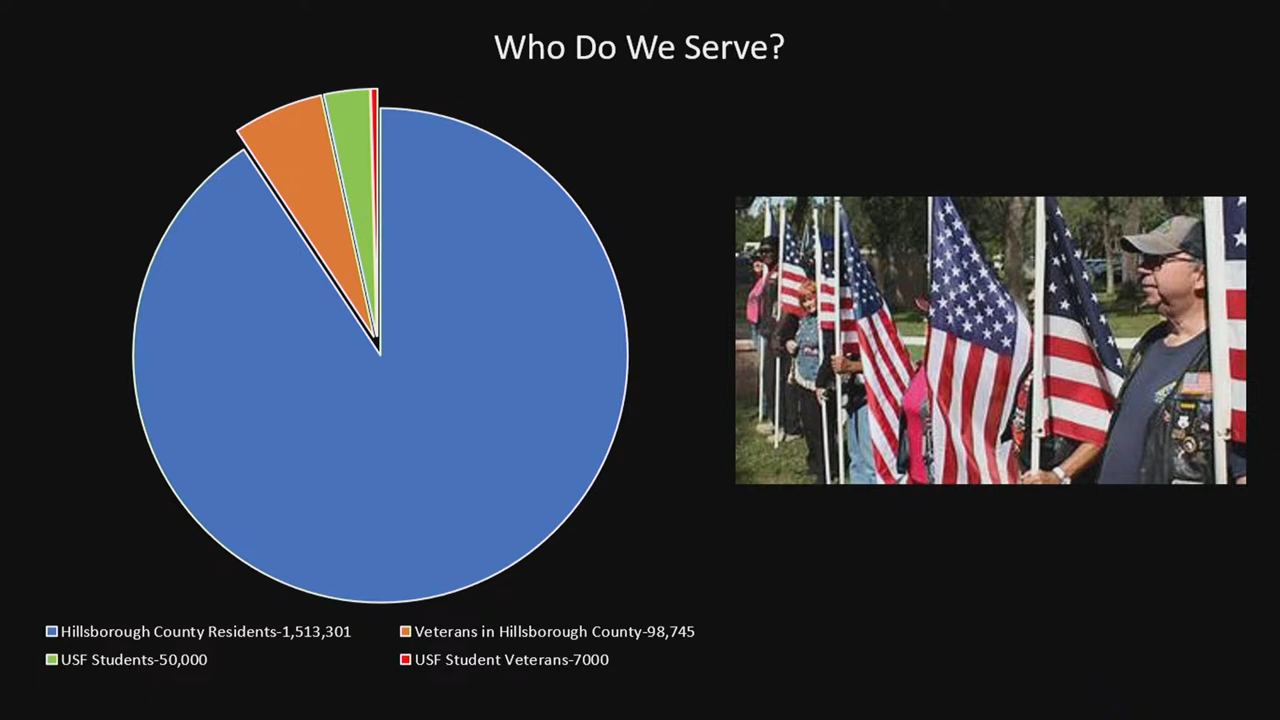 Who Do We Serve?
Hillsborough County Residents-1,513,301
Veterans in Hillsborough County-98,745
USF Students-50,000
USF Student Veterans-7000